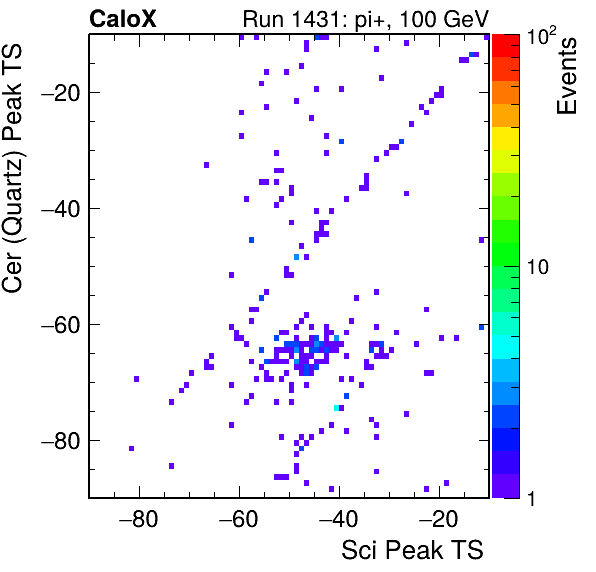 CaloX Run 1431: pi+, 100 GeV
Cer (Quartz) Peak TS
−20
−40
−60
−80
−80 −60 −40 −20
Sci Peak TS
10²
10
1
Events